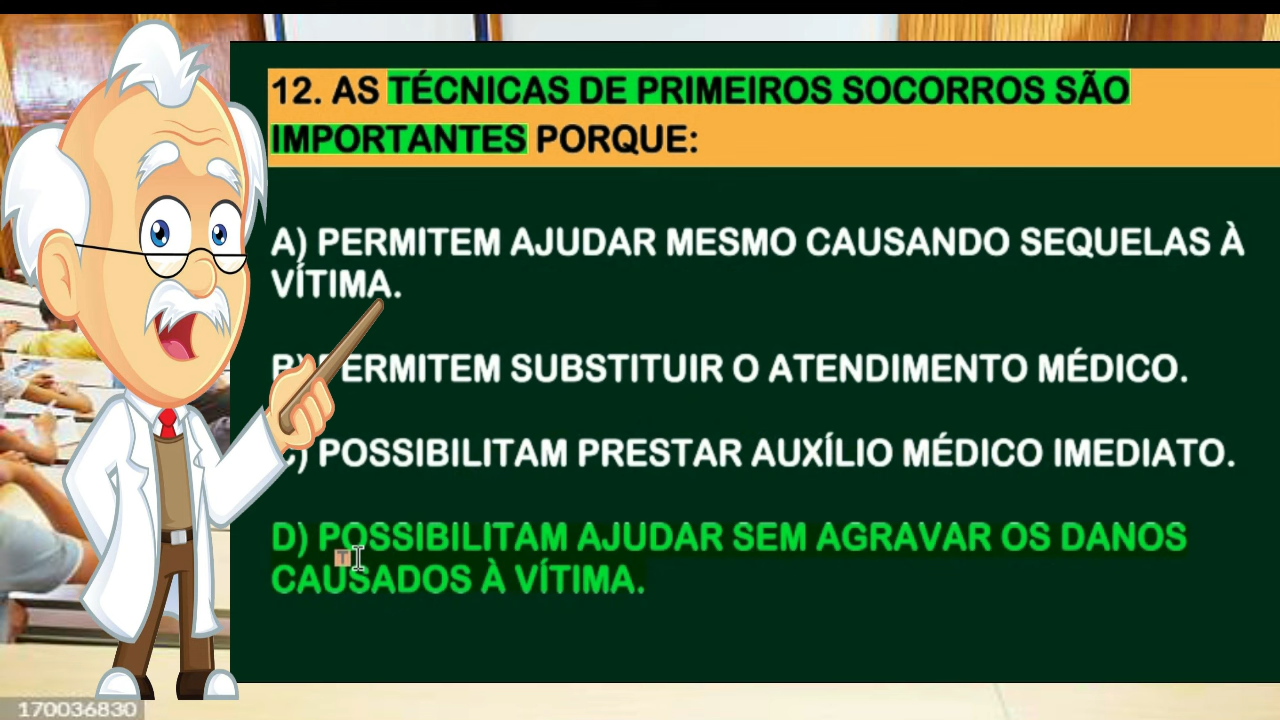 12. AS TÉCNICAS DE PRIMEIROS SOCORROS SÃO
IMPORTANTES PORQUE:
A) PERMITEM AJUDAR MESMO CAUSANDO SEQUELAS À
VÍTIMA.
B) PERMITEM SUBSTITUIR O ATENDIMENTO MÉDICO.
C) POSSIBILITAM PRESTAR AUXÍLIO MÉDICO IMEDIATO.
D) POSSIBILITAM AJUDAR SEM AGRAVAR OS DANOS
T
CAUSADOS À VÍTIMA.
170036830